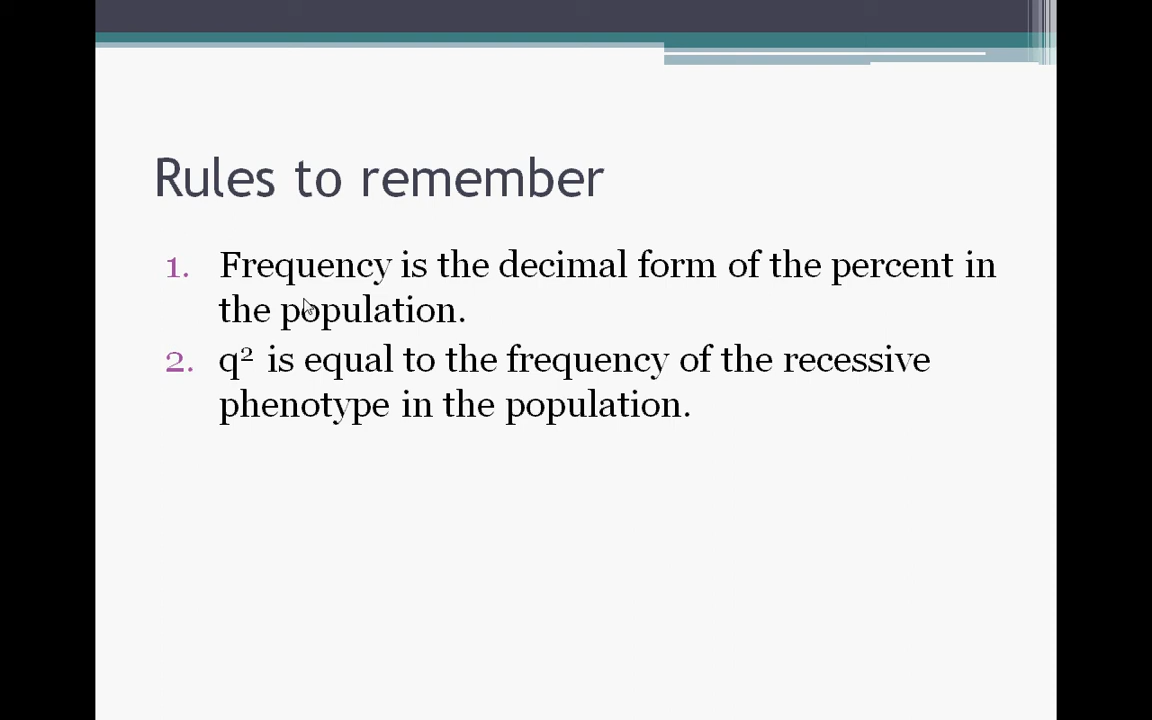 Rules to remember
1. Frequency is the decimal form of the percent in
the population.
2. q² is equal to the frequency of the recessive
phenotype in the population.